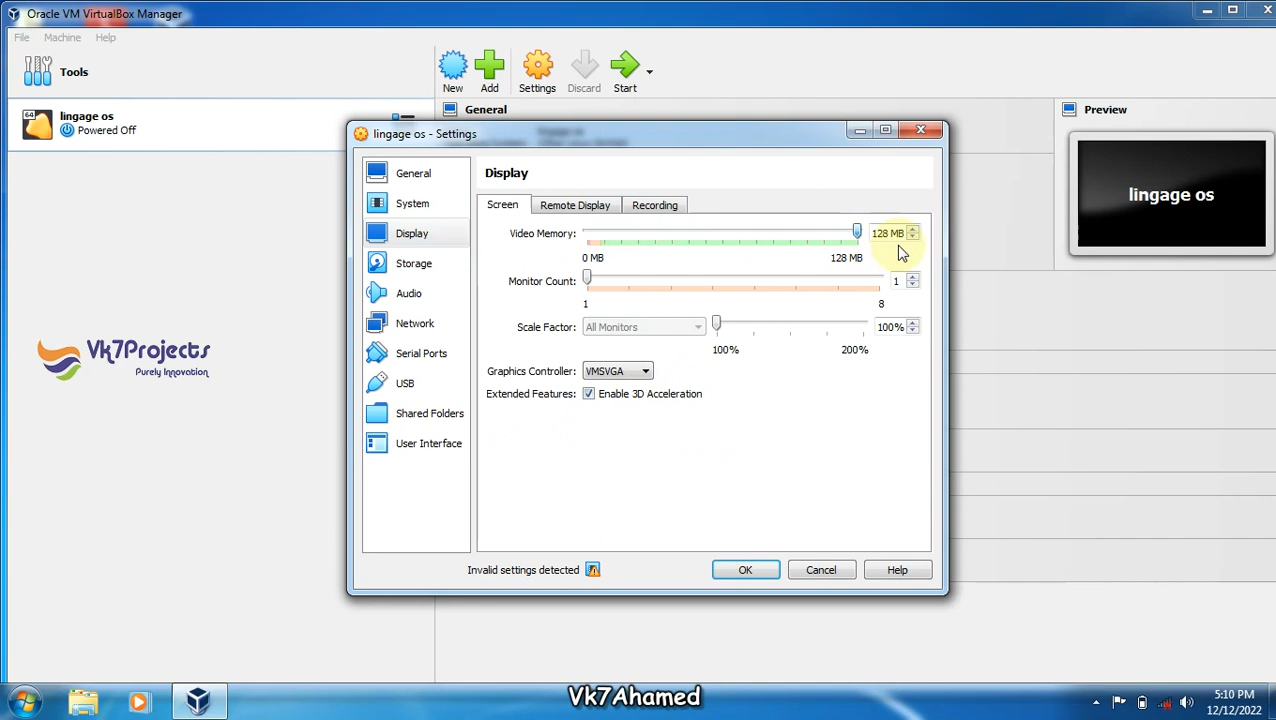 Oracle VM VirtualBox Manager
File Machine Help
Tools
New Add Settings Discard Start
64
lingage os
Powered Off
General
Preview
lingage os
lingage os - Settings
General
System
Display
Storage
Audio
Network
Serial Ports
USB
Shared Folders
User Interface
Display
Screen Remote Display Recording
Video Memory: 128 MB
0 MB 128 MB
Monitor Count: 1
1 8
Scale Factor: All Monitors 100%
100% 200%
Graphics Controller: VMSVGA
Extended Features: Enable 3D Acceleration
Invalid settings detected OK Cancel Help
Vk7Projects
Purely Innovation
Vk7Ahamed
5:10 PM
12/12/2022